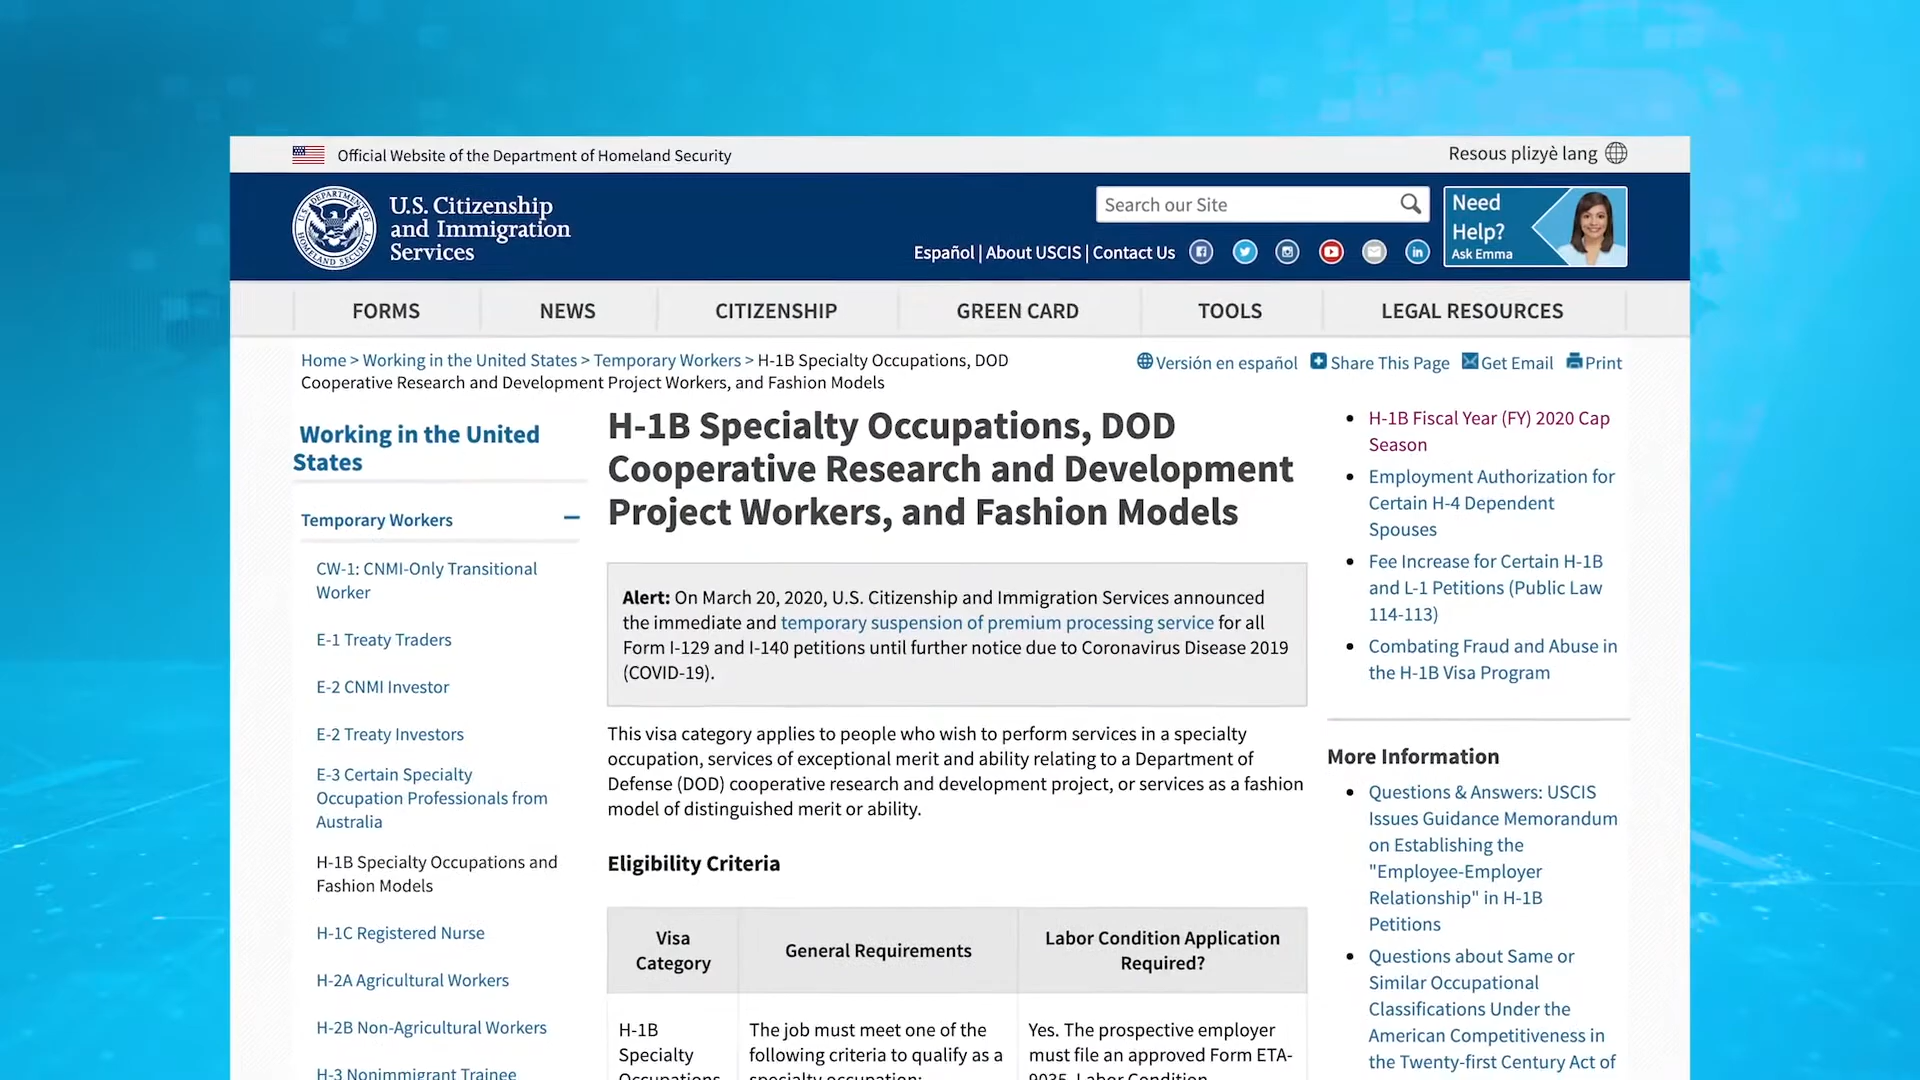 Official Website of the Department of Homeland Security
Resous plizyè lang
U.S. DEPARTMENT OF HOMELAND SECURITY
U.S. Citizenship
and Immigration
Services
Search our Site
Español | About USCIS | Contact Us
Need
Help?
Ask Emma
FORMS
NEWS
CITIZENSHIP
GREEN CARD
TOOLS
LEGAL RESOURCES
Home > Working in the United States > Temporary Workers > H-1B Specialty Occupations, DOD
Cooperative Research and Development Project Workers, and Fashion Models
Versión en español
Share This Page
Get Email
Print
Working in the United
States
Temporary Workers
CW-1: CNMI-Only Transitional
Worker
E-1 Treaty Traders
E-2 CNMI Investor
E-2 Treaty Investors
E-3 Certain Specialty
Occupation Professionals from
Australia
H-1B Specialty Occupations and
Fashion Models
H-1C Registered Nurse
H-2A Agricultural Workers
H-2B Non-Agricultural Workers
H-3 Nonimmigrant Trainee
H-1B Specialty Occupations, DOD
Cooperative Research and Development
Project Workers, and Fashion Models
Alert: On March 20, 2020, U.S. Citizenship and Immigration Services announced
the immediate and temporary suspension of premium processing service for all
Form I-129 and I-140 petitions until further notice due to Coronavirus Disease 2019
(COVID-19).
This visa category applies to people who wish to perform services in a specialty
occupation, services of exceptional merit and ability relating to a Department of
Defense (DOD) cooperative research and development project, or services as a fashion
model of distinguished merit or ability.
Eligibility Criteria
Visa
Category
General Requirements
Labor Condition Application
Required?
H-1B
Specialty
Occupations
The job must meet one of the
following criteria to qualify as a
specialty occupation:
Yes. The prospective employer
must file an approved Form ETA-
9035, Labor Condition
H-1B Fiscal Year (FY) 2020 Cap
Season
Employment Authorization for
Certain H-4 Dependent
Spouses
Fee Increase for Certain H-1B
and L-1 Petitions (Public Law
114-113)
Combating Fraud and Abuse in
the H-1B Visa Program
More Information
Questions & Answers: USCIS
Issues Guidance Memorandum
on Establishing the
"Employee-Employer
Relationship" in H-1B
Petitions
Questions about Same or
Similar Occupational
Classifications Under the
American Competitiveness in
the Twenty-first Century Act of